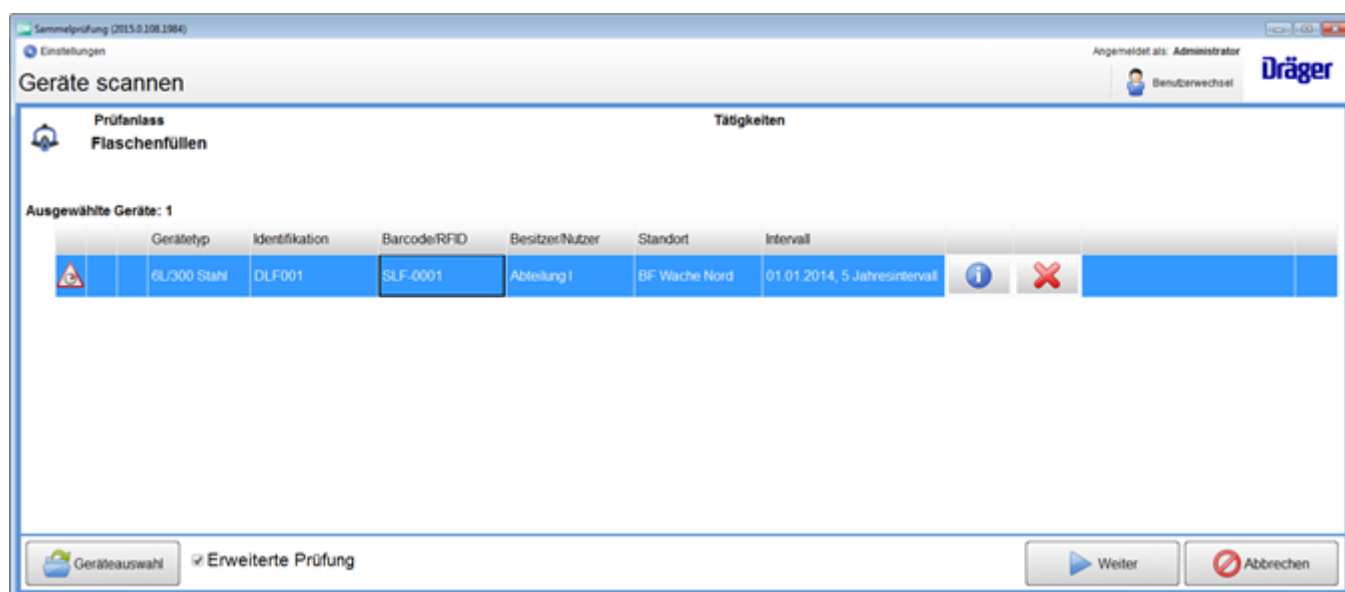 Sammelprüfung (2015.0.108.1984)
Einstellungen
Angemeldet als: Administrator
Geräte scannen
Benutzerwechsel
Dräger
Prüfanlass
Tätigkeiten
Flaschenfüllen
Ausgewählte Geräte: 1
Gerätetyp Identifikation Barcode/RFID Besitzer/Nutzer Standort Intervall
6L/300 Stahl DLF001 SLF-0001 Abteilung I BF Wache Nord 01.01.2014, 5 Jahresintervall
Geräteauswahl Erweiterte Prüfung Weiter Abbrechen